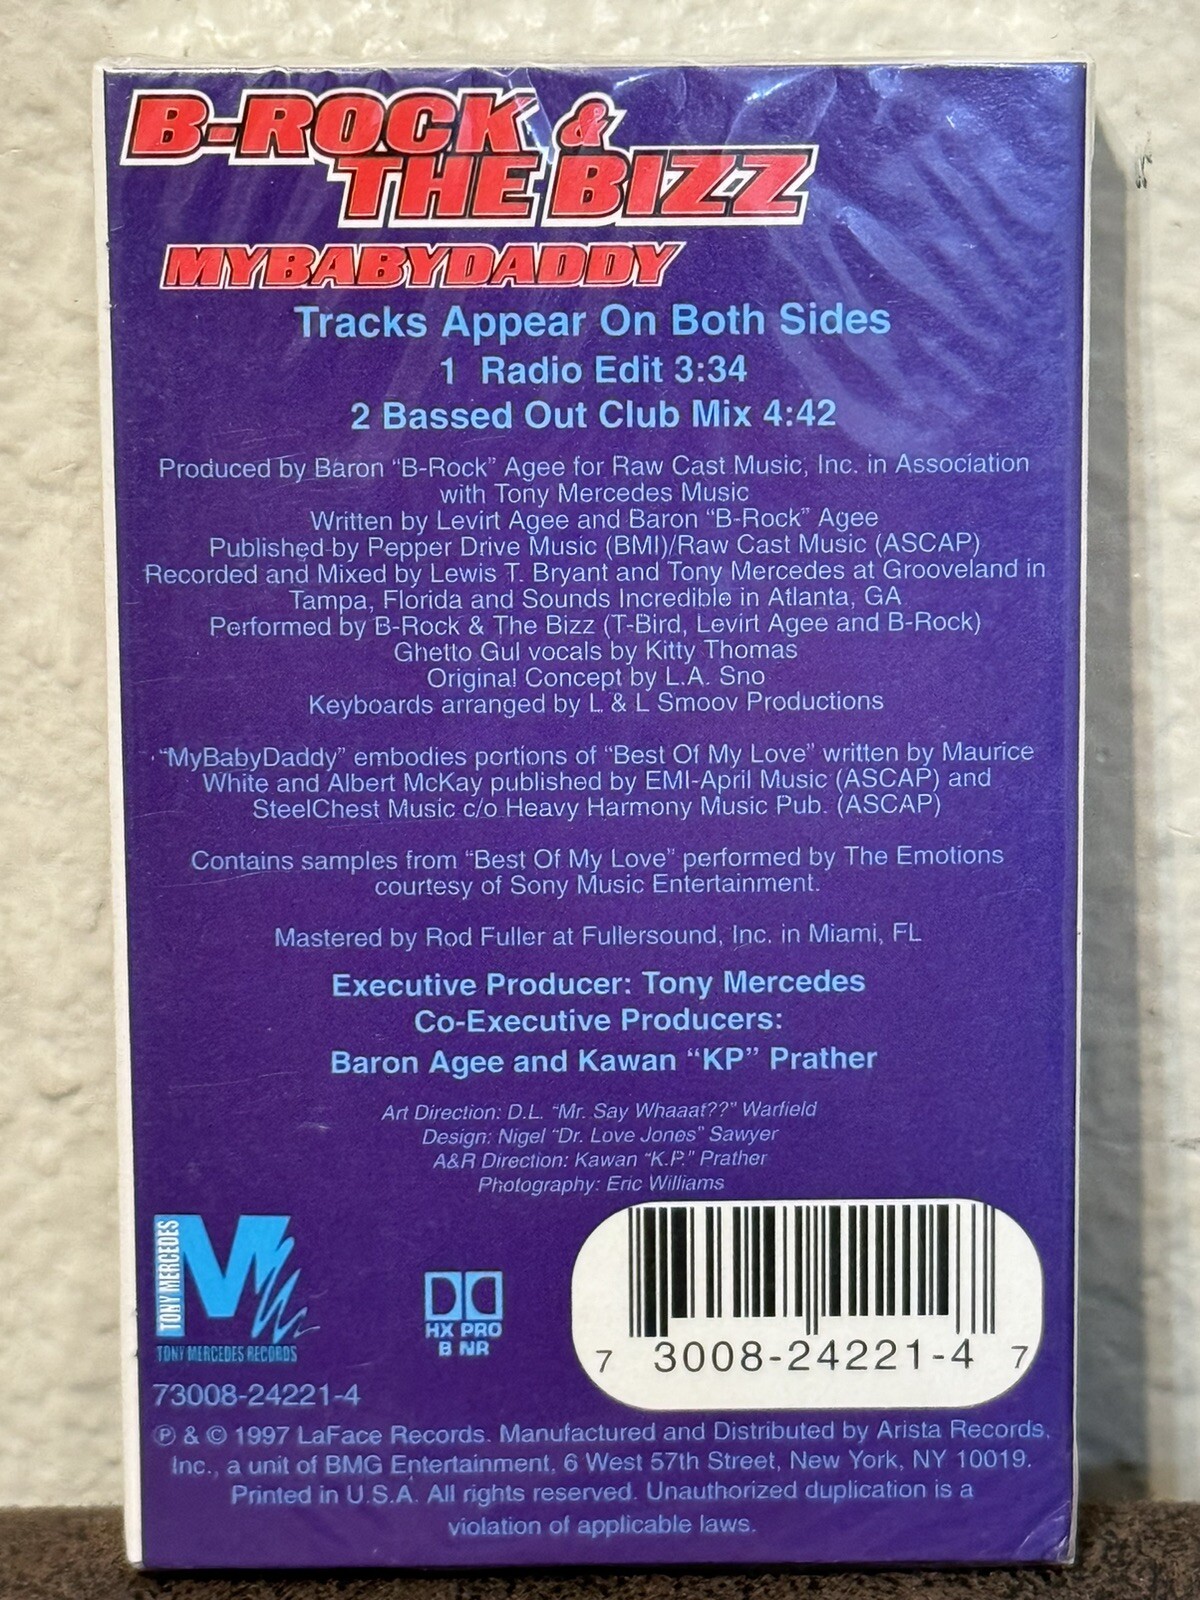 B-ROCK &
THE BIZZ
MYBABYDADDY
Tracks Appear On Both Sides
1 Radio Edit 3:34
2 Bassed Out Club Mix 4:42
Produced by Baron “B-Rock” Agee for Raw Cast Music, Inc. in Association
with Tony Mercedes Music
Written by Levirt Agee and Baron “B-Rock” Agee
Published by Pepper Drive Music (BMI)/Raw Cast Music (ASCAP)
Recorded and Mixed by Lewis T. Bryant and Tony Mercedes at Grooveland in
Tampa, Florida and Sounds Incredible in Atlanta, GA
Performed by B-Rock & The Bizz (T-Bird, Levirt Agee and B-Rock)
Ghetto Gul vocals by Kitty Thomas
Original Concept by L.A. Sno
Keyboards arranged by L & L Smoov Productions
“MyBabyDaddy” embodies portions of “Best Of My Love” written by Maurice
White and Albert McKay published by EMI-April Music (ASCAP) and
SteelChest Music c/o Heavy Harmony Music Pub. (ASCAP)
Contains samples from “Best Of My Love” performed by The Emotions
courtesy of Sony Music Entertainment.
Mastered by Rod Fuller at Fullersound, Inc. in Miami, FL
Executive Producer: Tony Mercedes
Co-Executive Producers:
Baron Agee and Kawan “KP” Prather
Art Direction: D.L. “Mr. Say Whaaat??” Warfield
Design: Nigel “Dr. Love Jones” Sawyer
A&R Direction: Kawan “K.P.” Prather
Photography: Eric Williams
TONY MERCEDES
TONY MERCEDES RECORDS
HX PRO
B NR
7 3008-24221-4 7
73008-24221-4
℗ & © 1997 LaFace Records. Manufactured and Distributed by Arista Records,
Inc., a unit of BMG Entertainment, 6 West 57th Street, New York, NY 10019.
Printed in U.S.A. All rights reserved. Unauthorized duplication is a
violation of applicable laws.